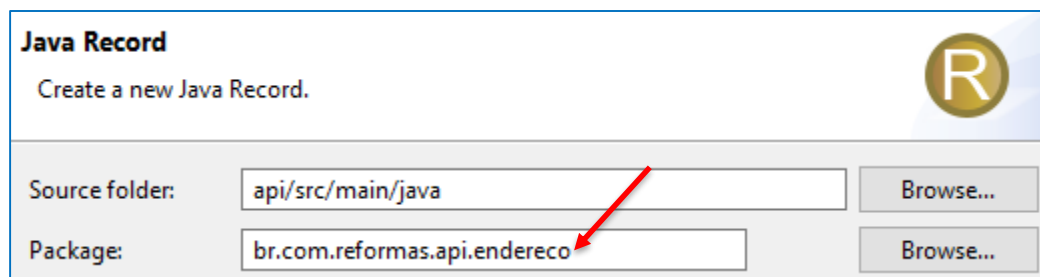 Java Record
Create a new Java Record.
R
Source folder: api/src/main/java Browse...
Package: br.com.reformas.api.endereco Browse...